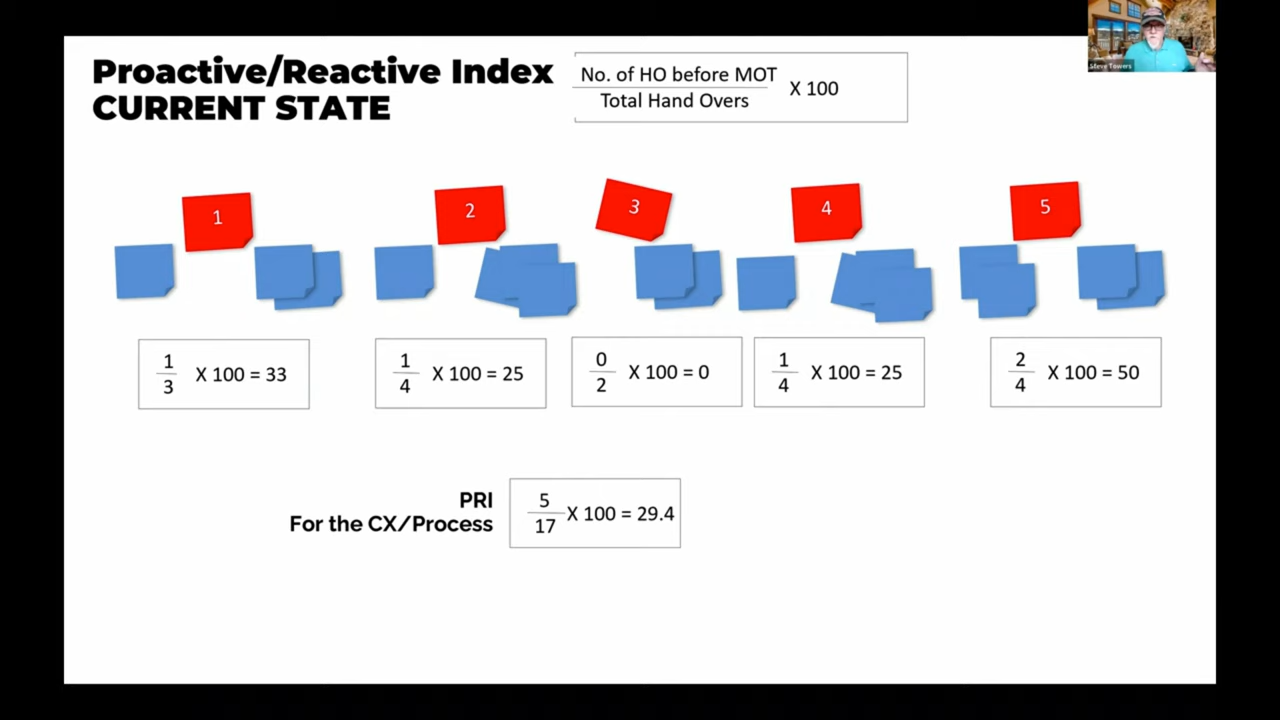 Proactive/Reactive Index
CURRENT STATE
No. of HO before MOT
Total Hand Overs
X 100
Steve Towers
1
2
3
4
5
1
3
X 100 = 33
1
4
X 100 = 25
0
2
X 100 = 0
1
4
X 100 = 25
2
4
X 100 = 50
PRI
For the CX/Process
5
17
X 100 = 29.4